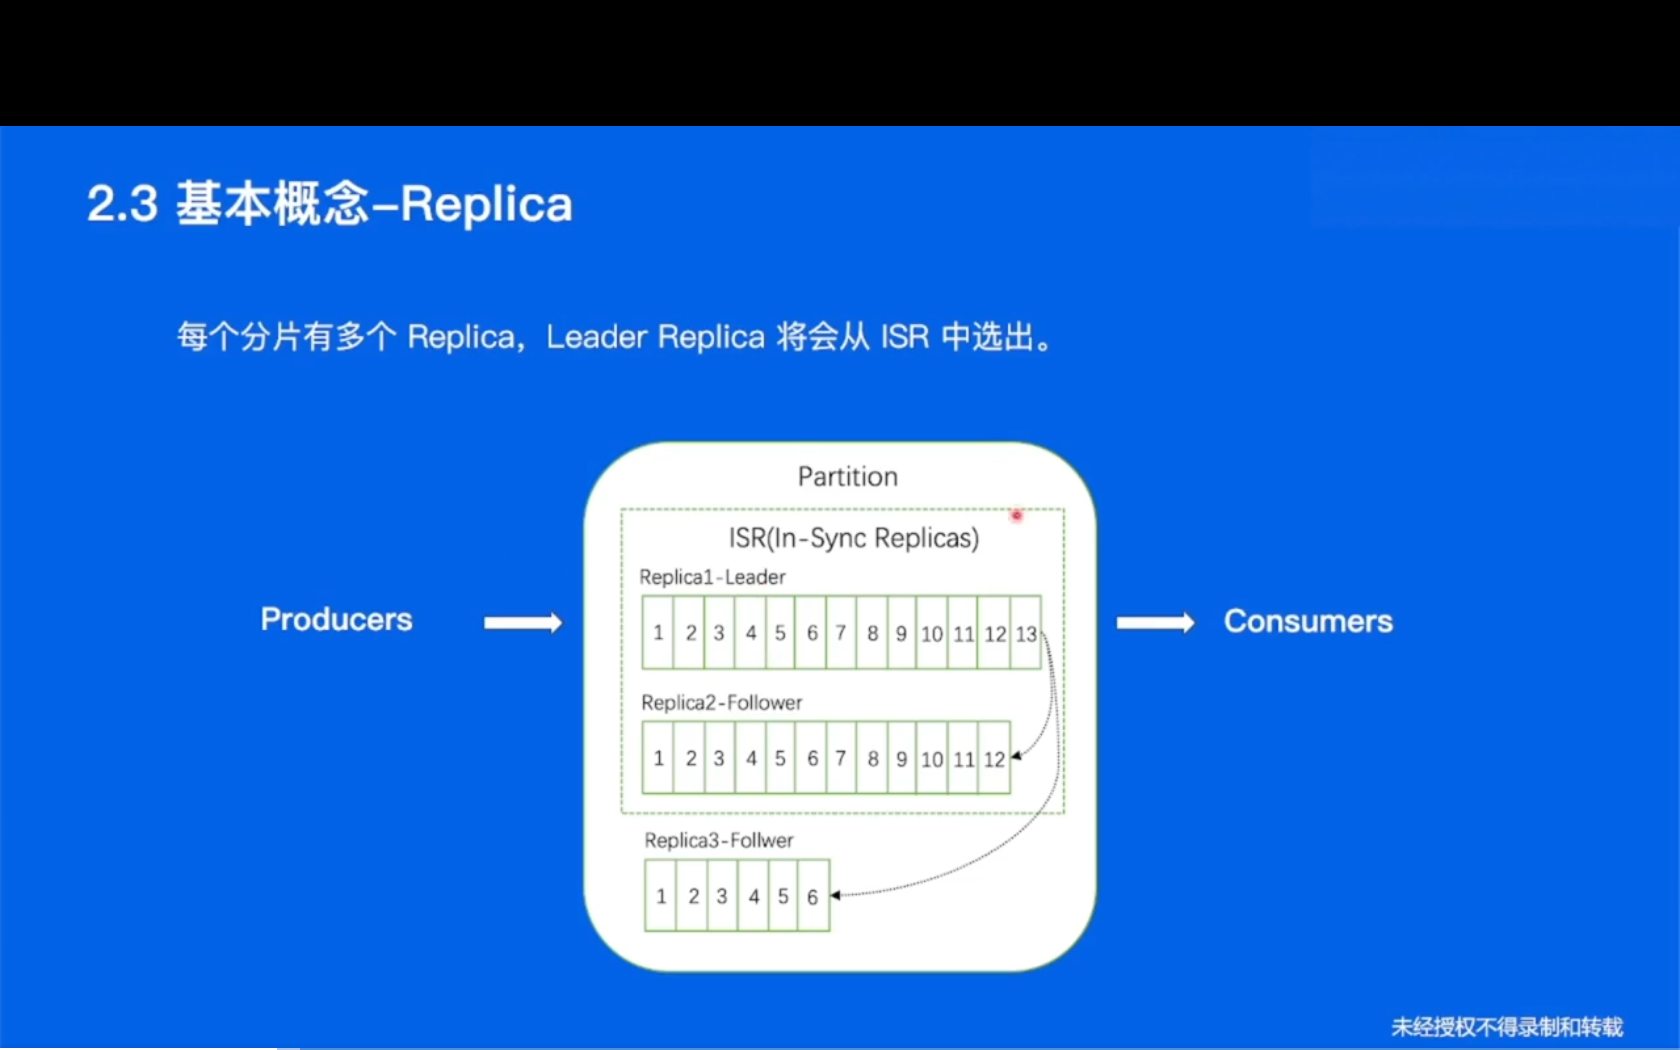 2.3 基本概念-Replica
每个分片有多个 Replica，Leader Replica 将会从 ISR 中选出。
Partition
ISR(In-Sync Replicas)
Replica1-Leader
1 2 3 4 5 6 7 8 9 10 11 12 13
Producers
Consumers
Replica2-Follower
1 2 3 4 5 6 7 8 9 10 11 12
Replica3-Follwer
1 2 3 4 5 6
未经授权不得录制和转载